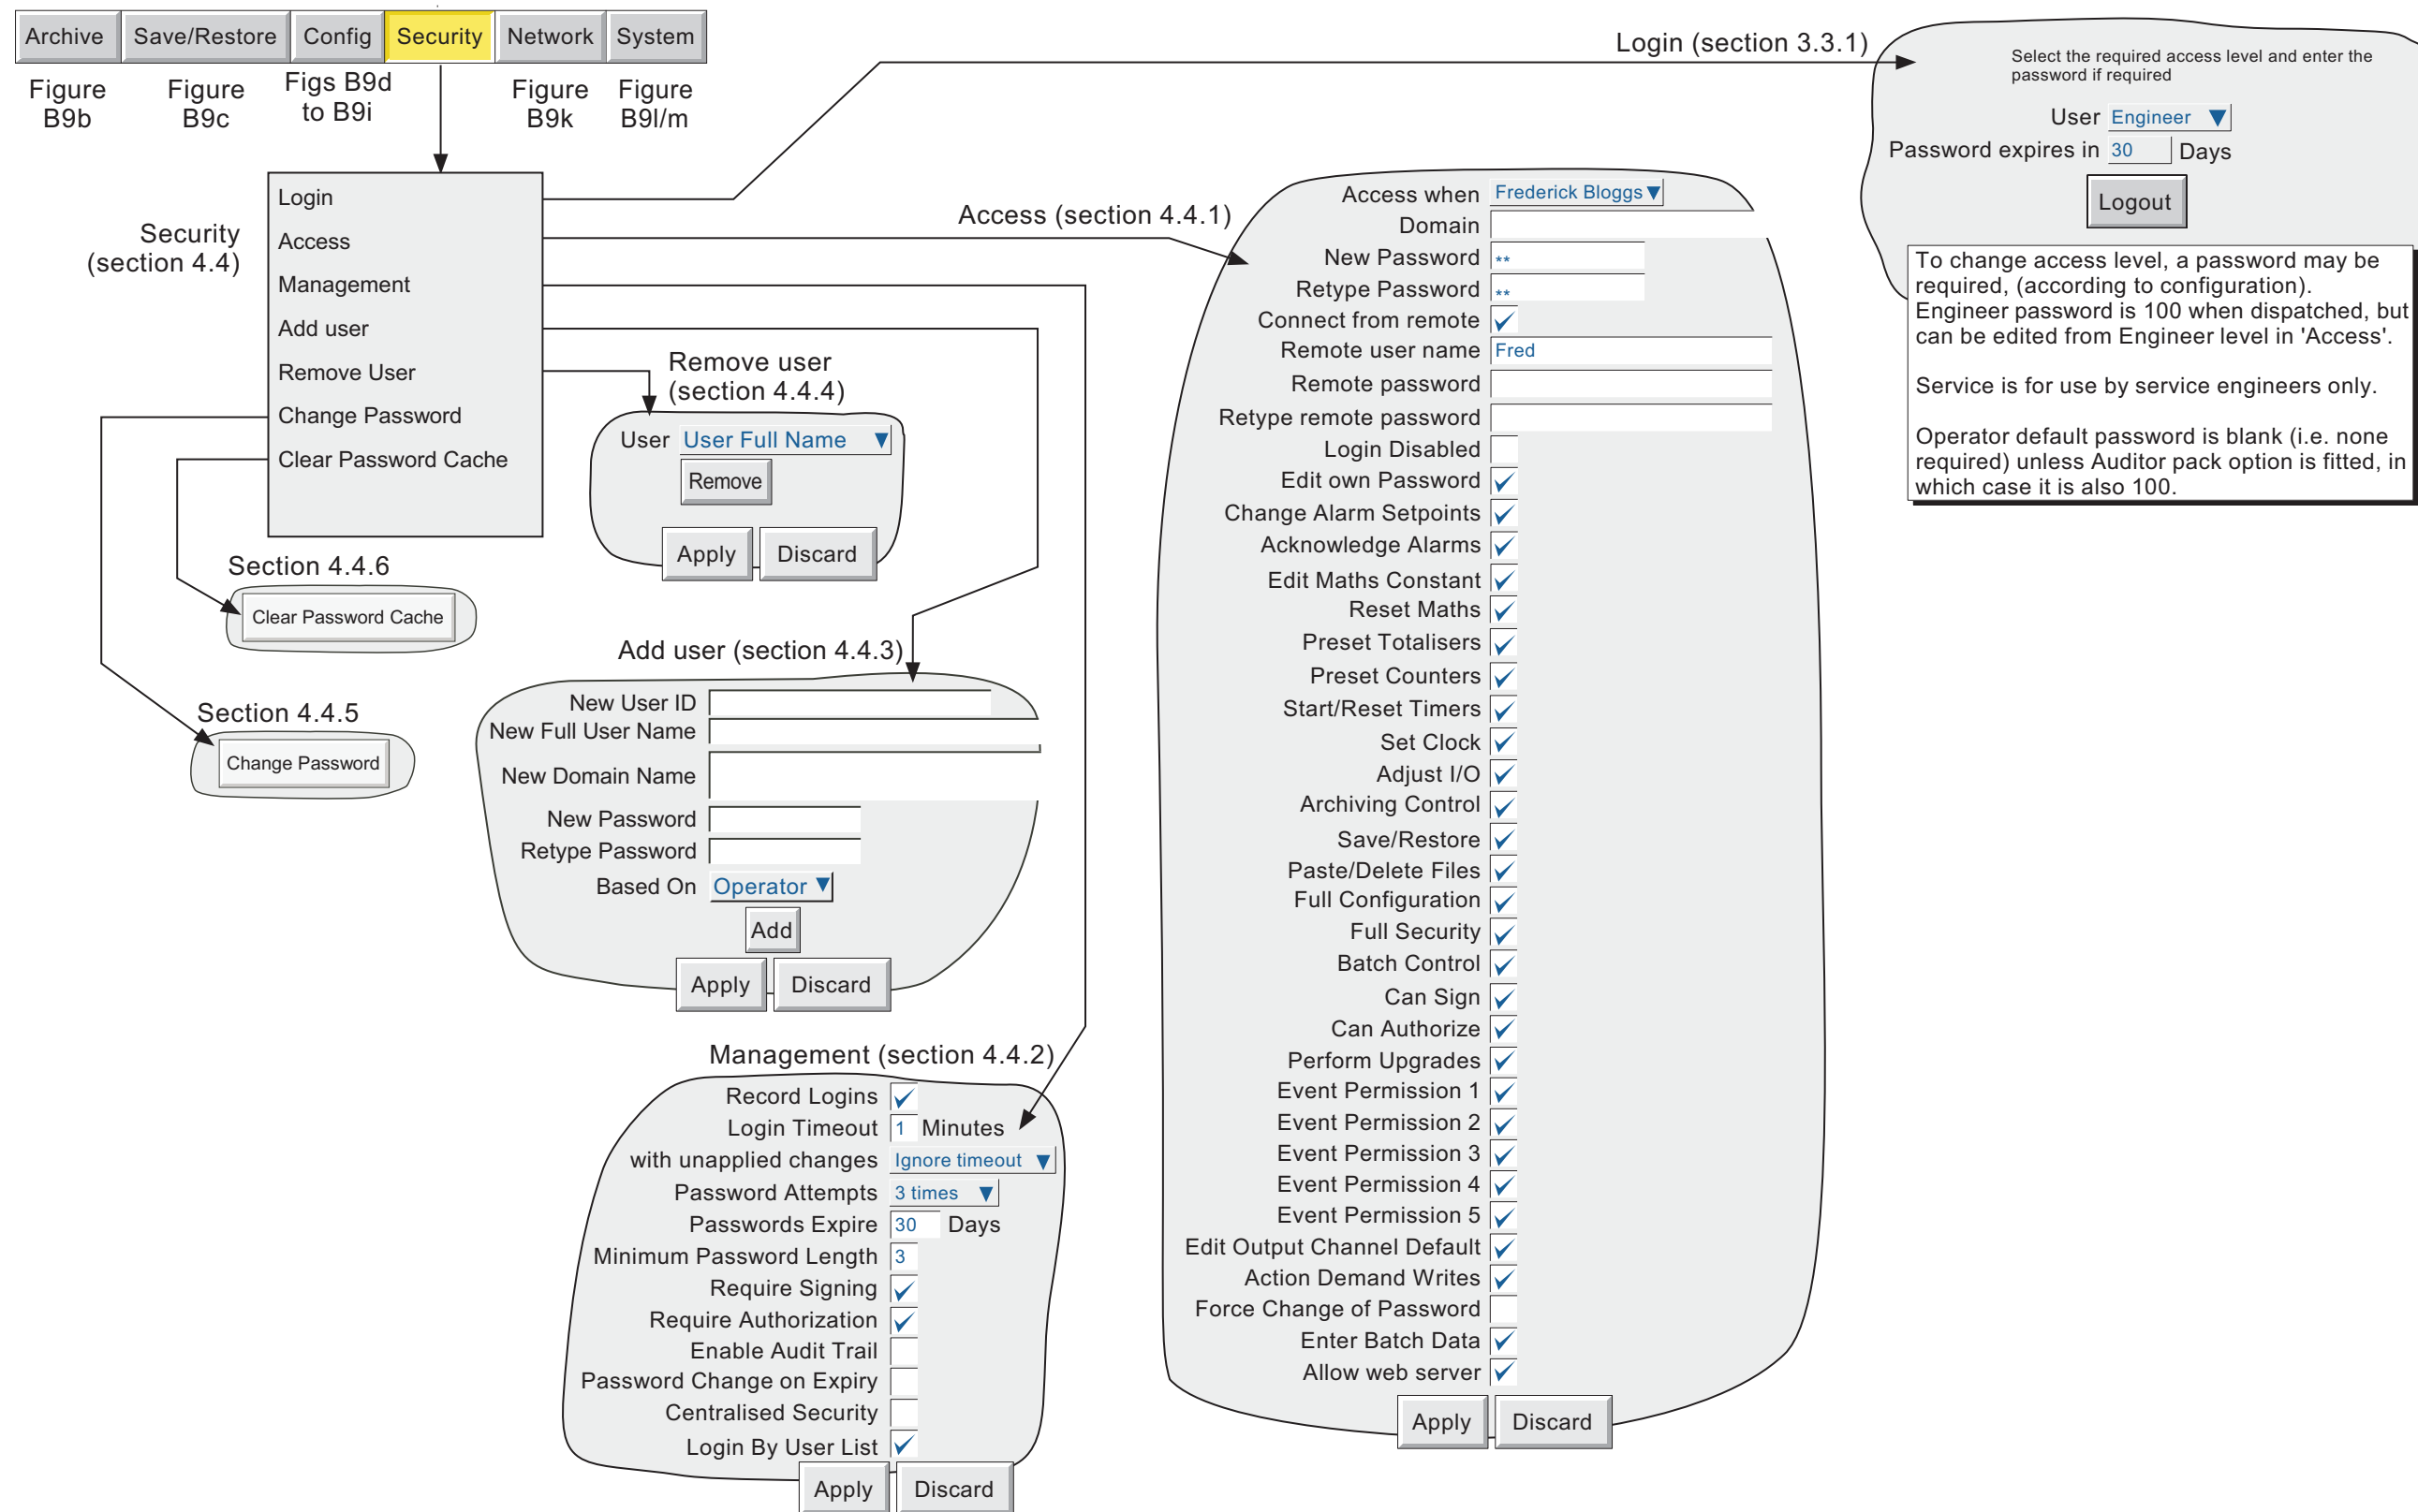 Archive Save/Restore Config Security Network System
Figure B9b
Figure B9c
Figs B9d to B9i
Figure B9k
Figure B9l/m
Security
(section 4.4)
Login
Access
Management
Add user
Remove User
Change Password
Clear Password Cache
Login (section 3.3.1)
Select the required access level and enter the
password if required
User Engineer
Password expires in 30 Days
Logout
To change access level, a password may be
required, (according to configuration).
Engineer password is 100 when dispatched, but
can be edited from Engineer level in 'Access'.
Service is for use by service engineers only.
Operator default password is blank (i.e. none
required) unless Auditor pack option is fitted, in
which case it is also 100.
Access (section 4.4.1)
Access when Frederick Bloggs
Domain
New Password **
Retype Password **
Connect from remote
Remote user name Fred
Remote password
Retype remote password
Login Disabled
Edit own Password
Change Alarm Setpoints
Acknowledge Alarms
Edit Maths Constant
Reset Maths
Preset Totalisers
Preset Counters
Start/Reset Timers
Set Clock
Adjust I/O
Archiving Control
Save/Restore
Paste/Delete Files
Full Configuration
Full Security
Batch Control
Can Sign
Can Authorize
Perform Upgrades
Event Permission 1
Event Permission 2
Event Permission 3
Event Permission 4
Event Permission 5
Edit Output Channel Default
Action Demand Writes
Force Change of Password
Enter Batch Data
Allow web server
Apply Discard
Remove user
(section 4.4.4)
User User Full Name
Remove
Apply Discard
Section 4.4.6
Clear Password Cache
Section 4.4.5
Change Password
Add user (section 4.4.3)
New User ID
New Full User Name
New Domain Name
New Password
Retype Password
Based On Operator
Add
Apply Discard
Management (section 4.4.2)
Record Logins
Login Timeout 1 Minutes
with unapplied changes Ignore timeout
Password Attempts 3 times
Passwords Expire 30 Days
Minimum Password Length 3
Require Signing
Require Authorization
Enable Audit Trail
Password Change on Expiry
Centralised Security
Login By User List
Apply Discard